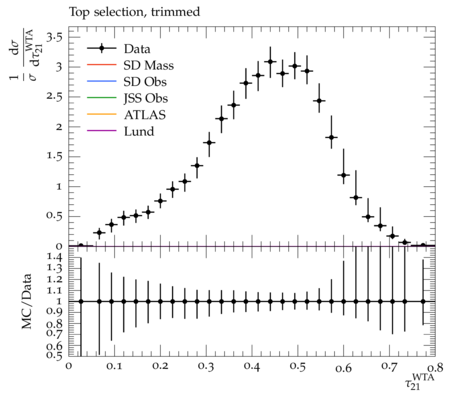 Top selection, trimmed
1/σ dσ/dτ21^WTA
3.5
3
2.5
2
1.5
1
0.5
0
Data
SD Mass
SD Obs
JSS Obs
ATLAS
Lund
MC/Data
1.4
1.3
1.2
1.1
1
0.9
0.8
0.7
0.6
0.5
0 0.1 0.2 0.3 0.4 0.5 0.6 0.7 0.8
τ21^WTA